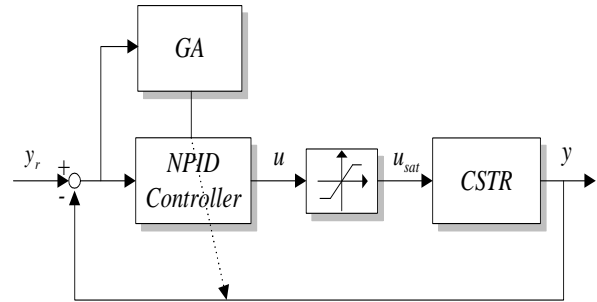 GA
y_r
+
-
NPID
Controller
u
u_sat
CSTR
y